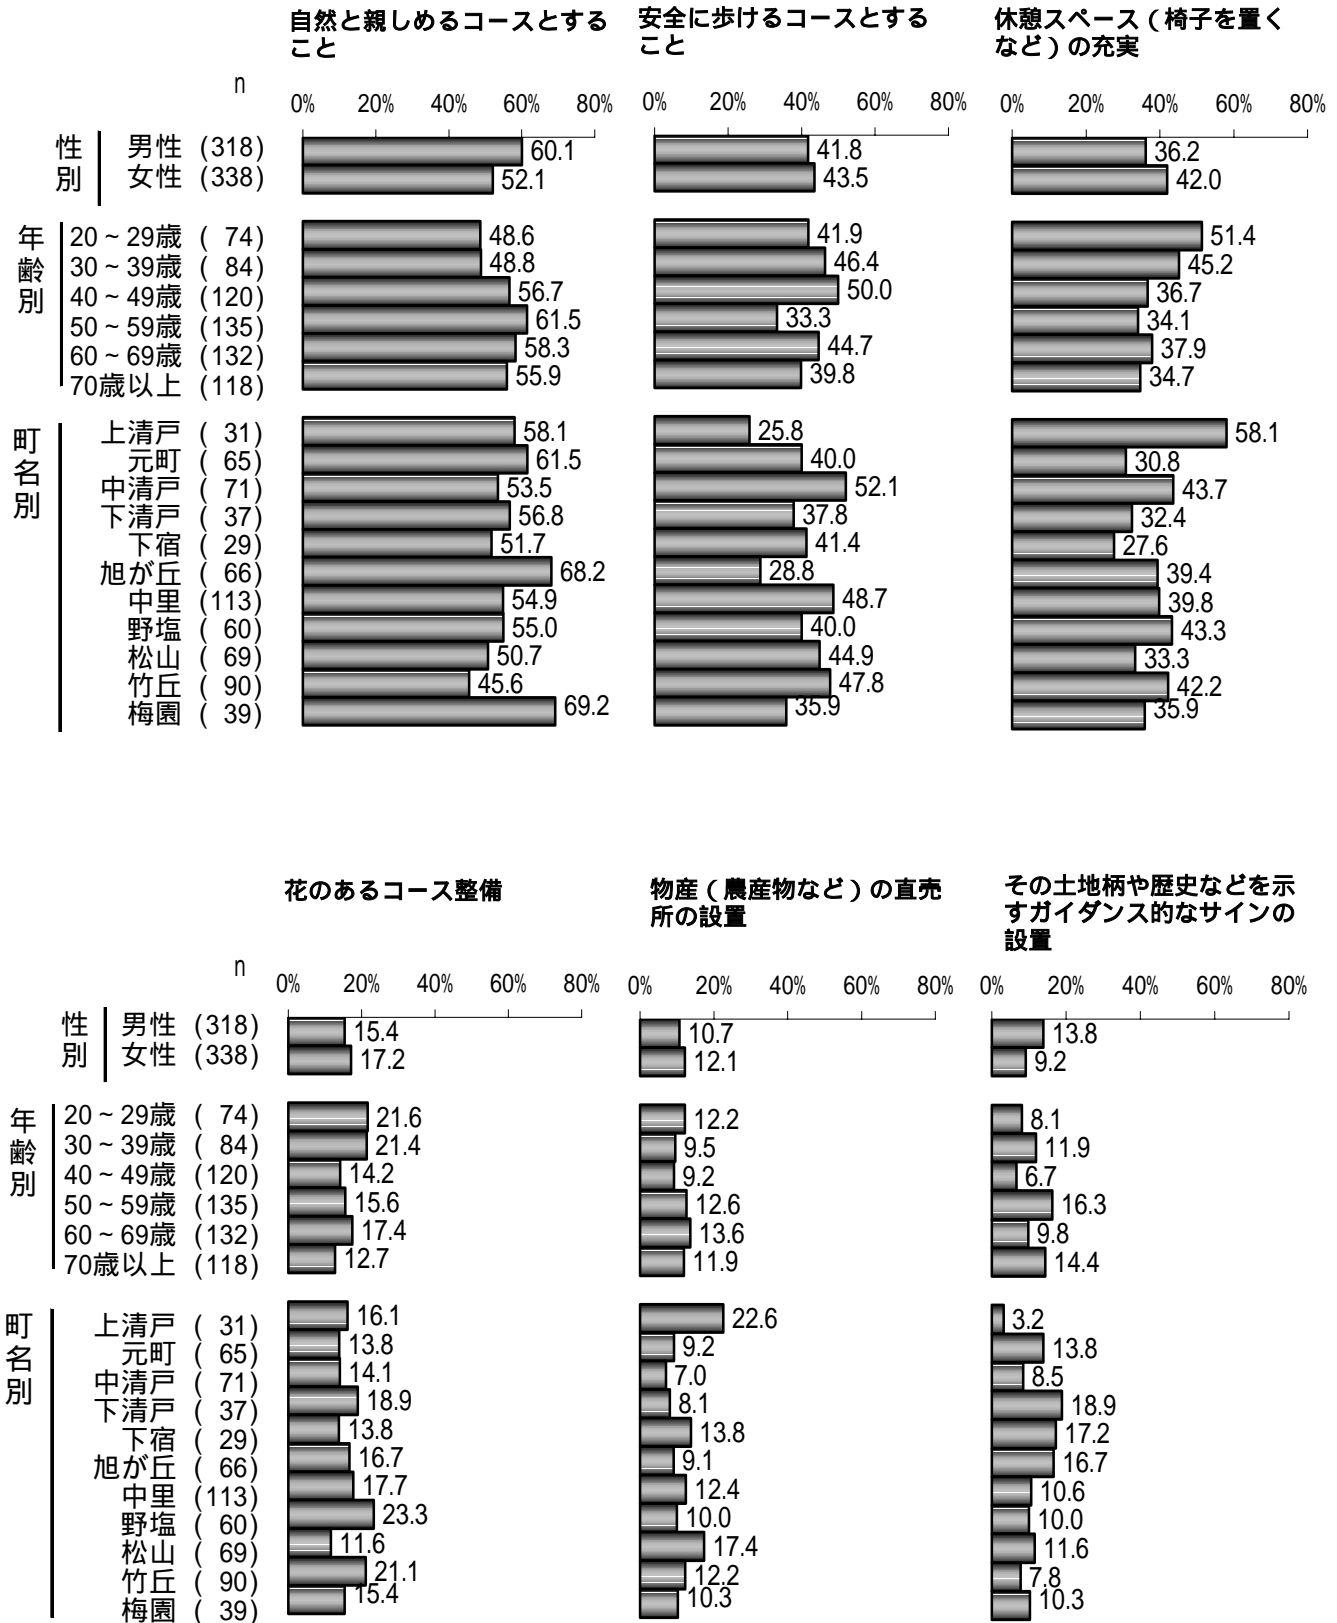 自然と親しめるコースとする
こと
安全に歩けるコースとする
こと
休憩スペース（椅子を置く
など）の充実
n
0% 20% 40% 60% 80%
0% 20% 40% 60% 80%
0% 20% 40% 60% 80%
性別
男性 (318) 60.1 41.8 36.2
女性 (338) 52.1 43.5 42.0
年齢別
20～29歳 ( 74) 48.6 41.9 51.4
30～39歳 ( 84) 48.8 46.4 45.2
40～49歳 (120) 56.7 50.0 36.7
50～59歳 (135) 61.5 33.3 34.1
60～69歳 (132) 58.3 44.7 37.9
70歳以上 (118) 55.9 39.8 34.7
町名別
上清戸 ( 31) 58.1 25.8 58.1
元町 ( 65) 61.5 40.0 30.8
中清戸 ( 71) 53.5 52.1 43.7
下清戸 ( 37) 56.8 37.8 32.4
下宿 ( 29) 51.7 41.4 27.6
旭が丘 ( 66) 68.2 28.8 39.4
中里 (113) 54.9 48.7 39.8
野塩 ( 60) 55.0 40.0 43.3
松山 ( 69) 50.7 44.9 33.3
竹丘 ( 90) 45.6 47.8 42.2
梅園 ( 39) 69.2 35.9 35.9
花のあるコース整備
物産（農産物など）の直売
所の設置
その土地柄や歴史などを示
すガイダンス的なサインの
設置
n
0% 20% 40% 60% 80%
0% 20% 40% 60% 80%
0% 20% 40% 60% 80%
性別
男性 (318) 15.4 10.7 13.8
女性 (338) 17.2 12.1 9.2
年齢別
20～29歳 ( 74) 21.6 12.2 8.1
30～39歳 ( 84) 21.4 9.5 11.9
40～49歳 (120) 14.2 9.2 6.7
50～59歳 (135) 15.6 12.6 16.3
60～69歳 (132) 17.4 13.6 9.8
70歳以上 (118) 12.7 11.9 14.4
町名別
上清戸 ( 31) 16.1 22.6 3.2
元町 ( 65) 13.8 9.2 13.8
中清戸 ( 71) 14.1 7.0 8.5
下清戸 ( 37) 18.9 8.1 18.9
下宿 ( 29) 13.8 13.8 17.2
旭が丘 ( 66) 16.7 9.1 16.7
中里 (113) 17.7 12.4 10.6
野塩 ( 60) 23.3 10.0 10.0
松山 ( 69) 11.6 17.4 11.6
竹丘 ( 90) 21.1 12.2 7.8
梅園 ( 39) 15.4 10.3 10.3